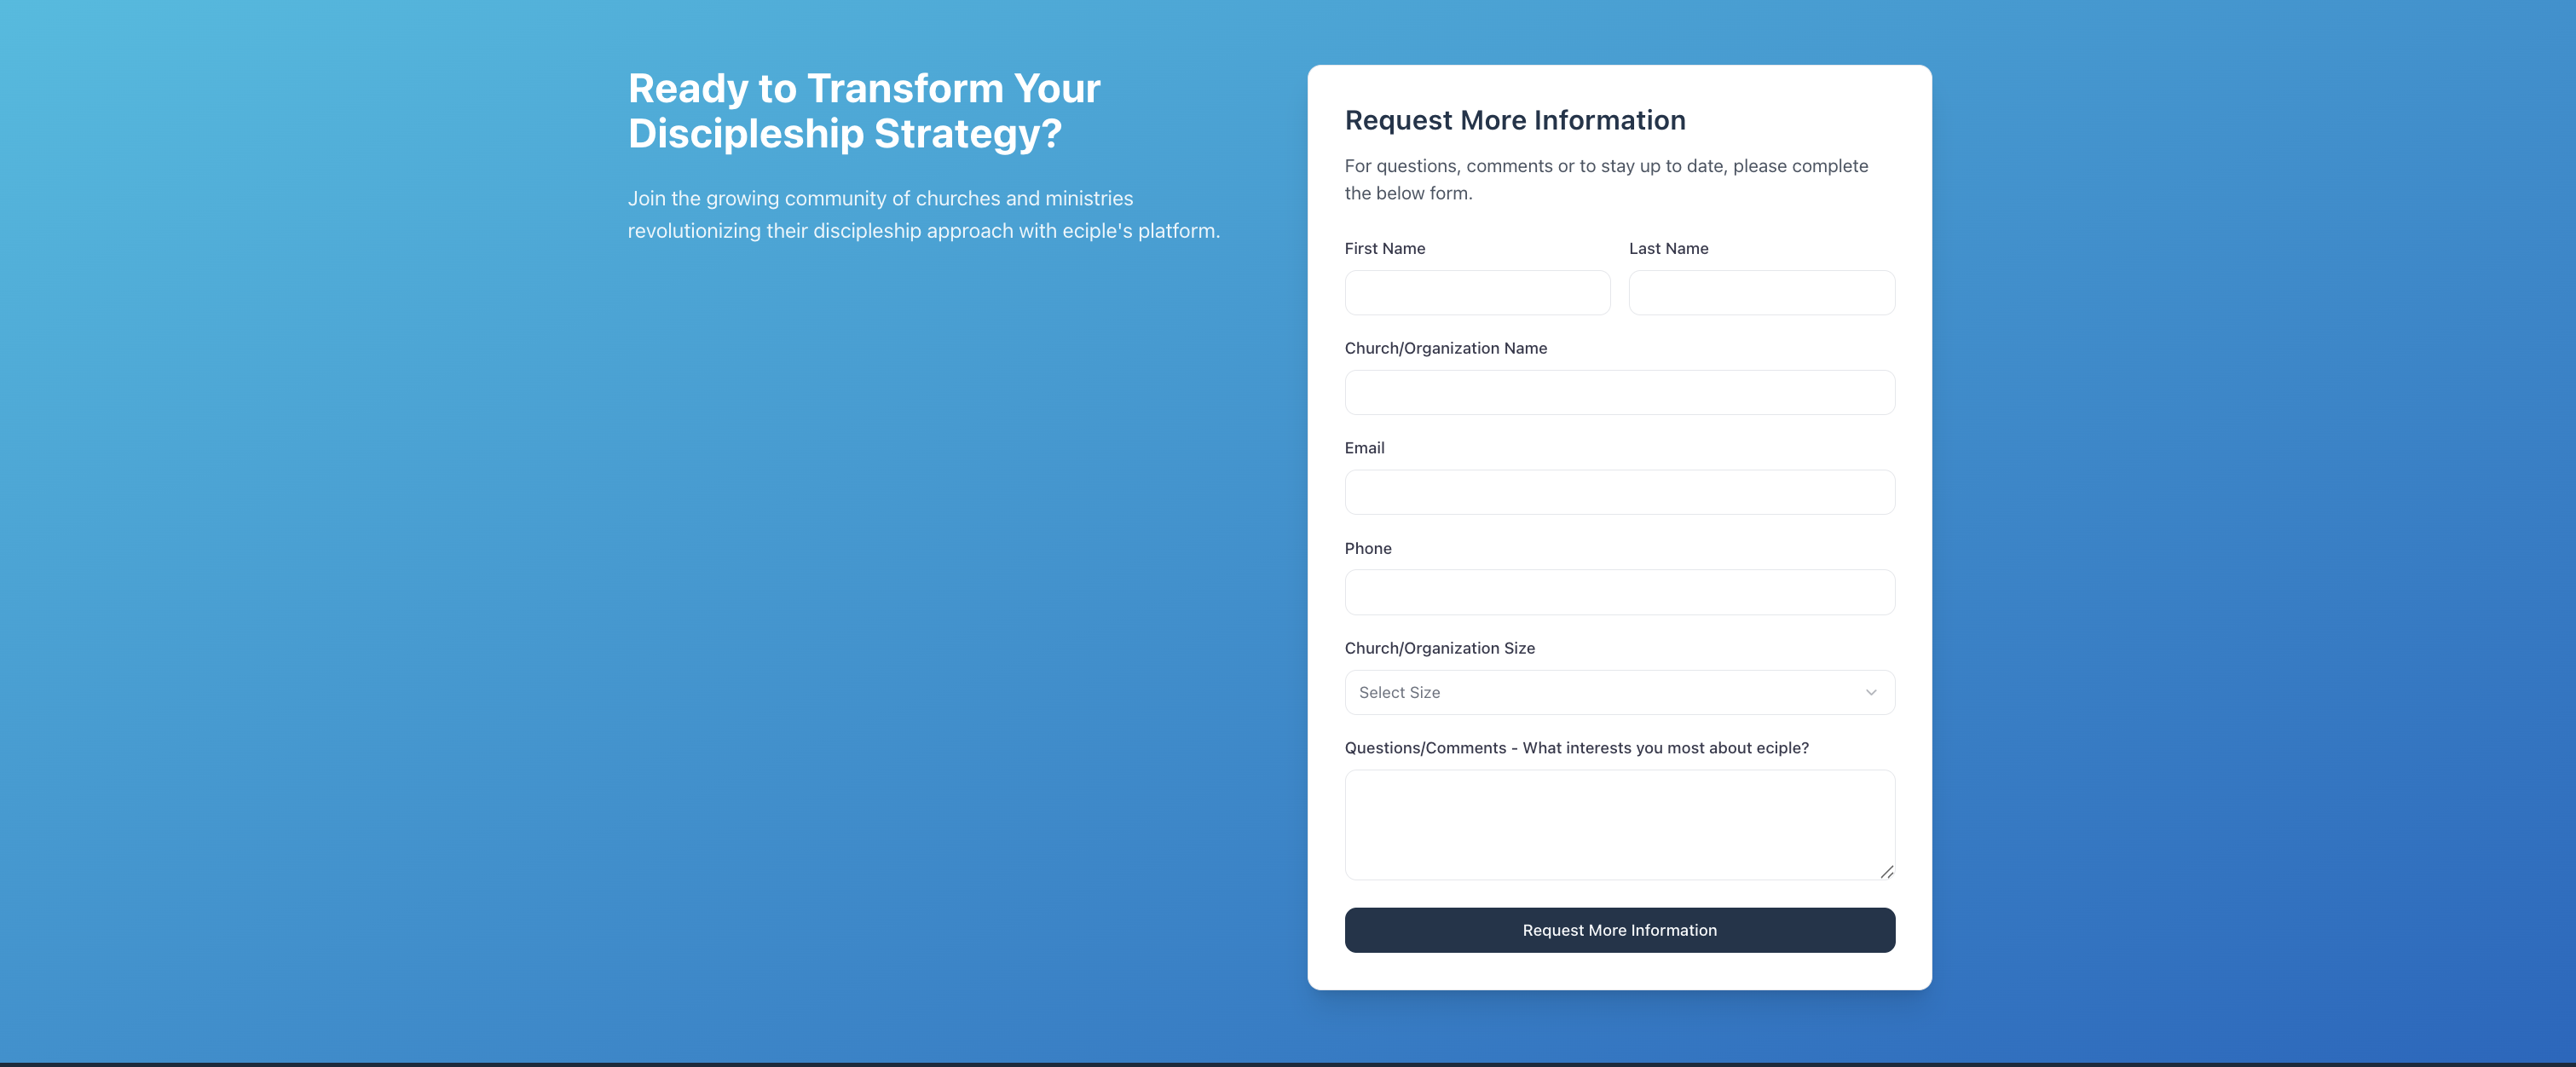 Ready to Transform Your
Discipleship Strategy?
Join the growing community of churches and ministries
revolutionizing their discipleship approach with eciple's platform.
Request More Information
For questions, comments or to stay up to date, please complete
the below form.
First Name
Last Name
Church/Organization Name
Email
Phone
Church/Organization Size
Select Size
Questions/Comments - What interests you most about eciple?
Request More Information